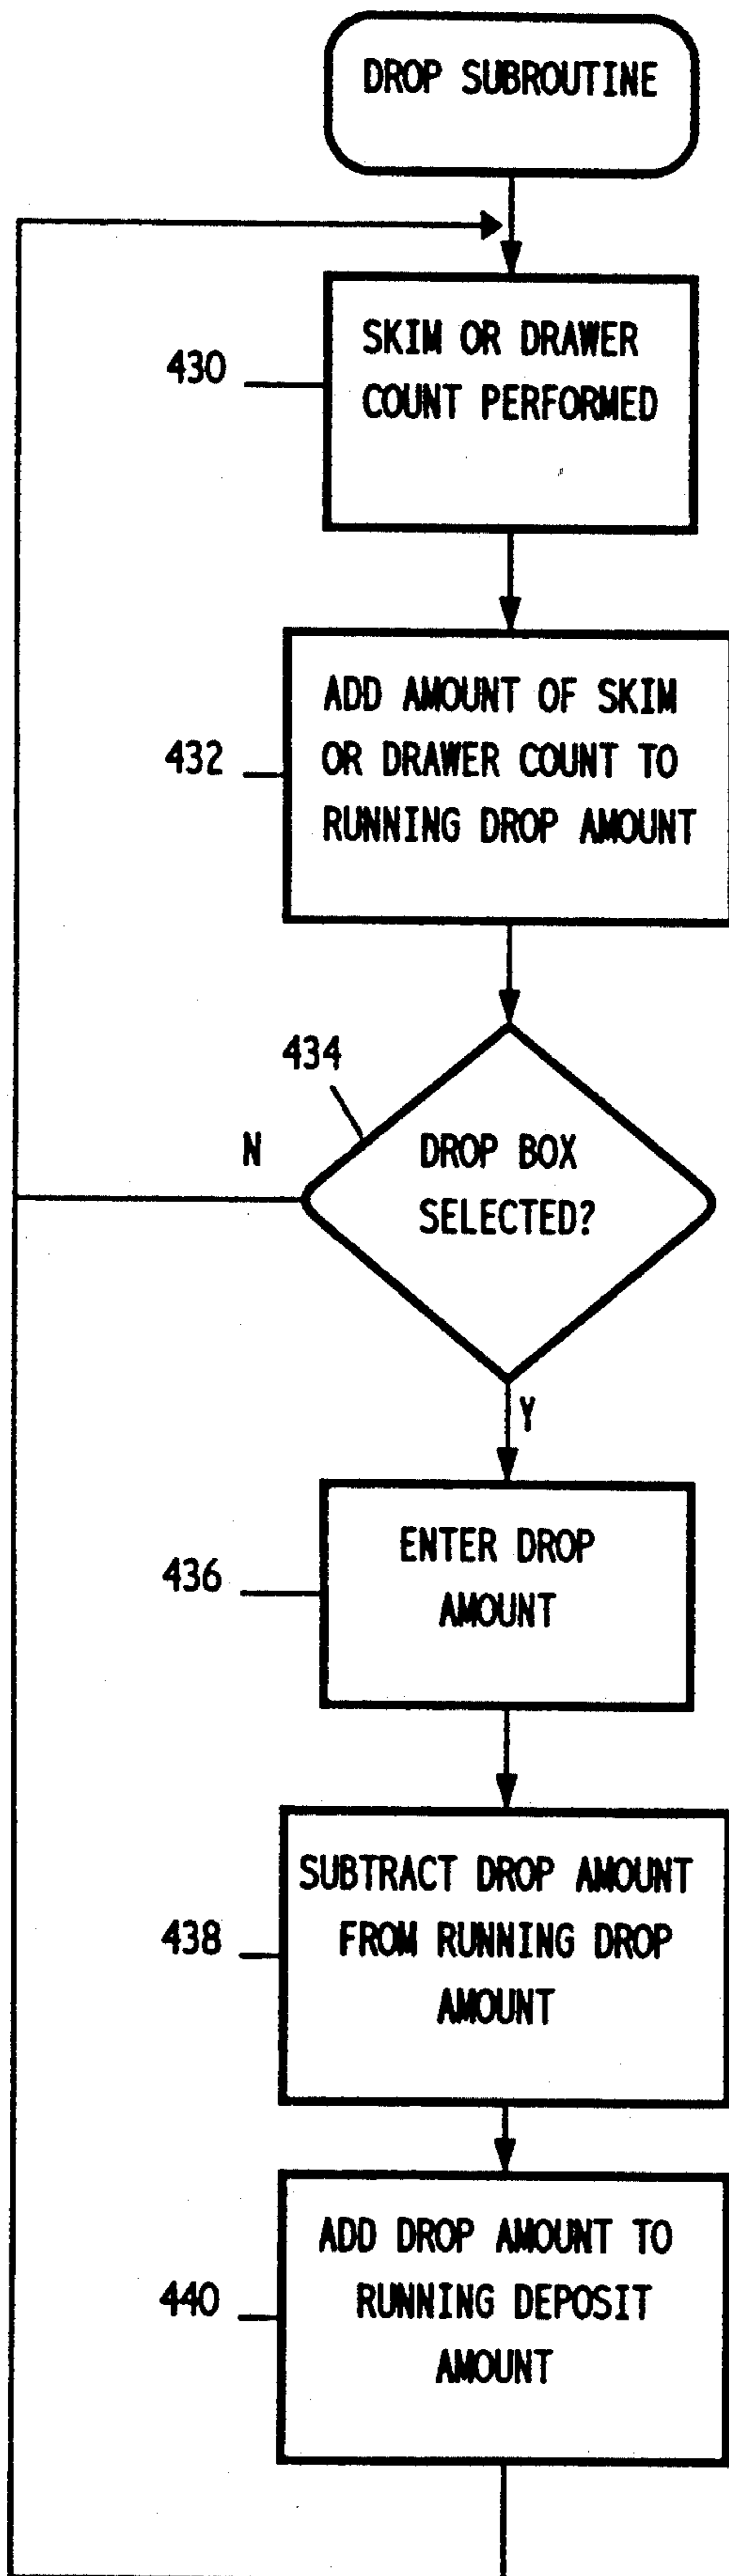 DROP SUBROUTINE
430
SKIM OR DRAWER
COUNT PERFORMED
432
ADD AMOUNT OF SKIM
OR DRAWER COUNT TO
RUNNING DROP AMOUNT
434
N
DROP BOX
SELECTED?
Y
436
ENTER DROP
AMOUNT
438
SUBTRACT DROP AMOUNT
FROM RUNNING DROP
AMOUNT
440
ADD DROP AMOUNT TO
RUNNING DEPOSIT
AMOUNT